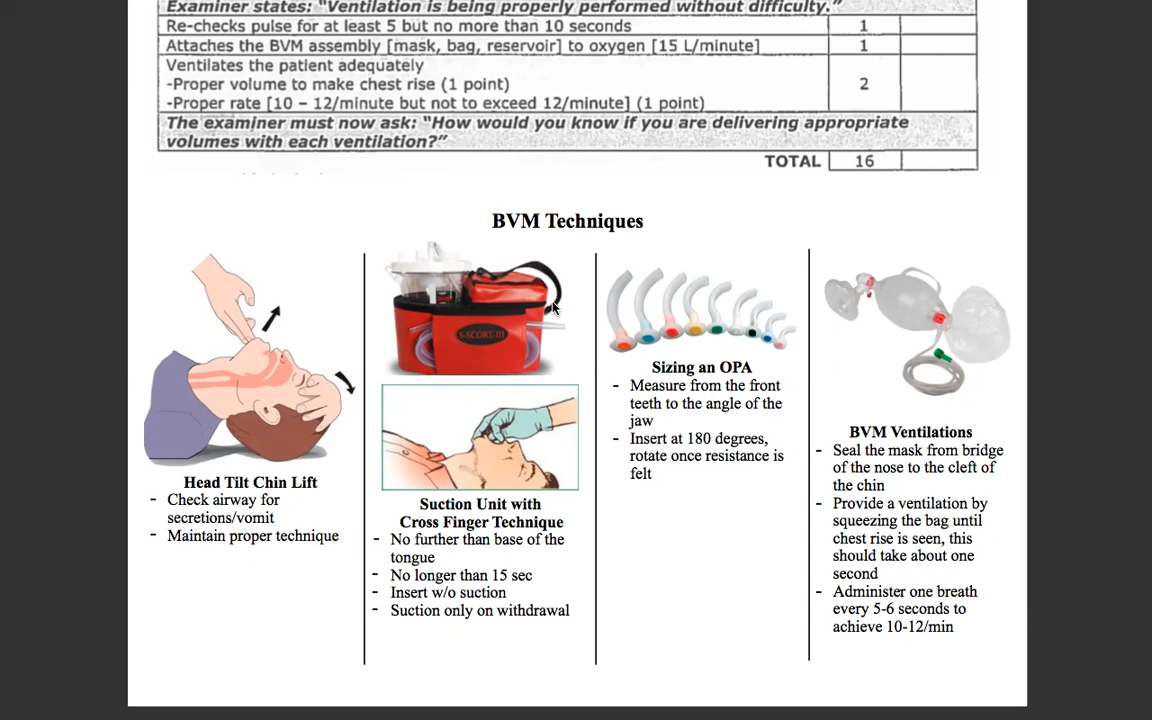 Examiner states: "Ventilation is being properly performed without difficulty."
Re-checks pulse for at least 5 but no more than 10 seconds 1
Attaches the BVM assembly [mask, bag, reservoir] to oxygen [15 L/minute] 1
Ventilates the patient adequately
-Proper volume to make chest rise (1 point) 2
-Proper rate [10 – 12/minute but not to exceed 12/minute] (1 point)
The examiner must now ask: "How would you know if you are delivering appropriate
volumes with each ventilation?"
TOTAL 16
BVM Techniques
Head Tilt Chin Lift
- Check airway for
secretions/vomit
- Maintain proper technique
S-SCORT III
Suction Unit with
Cross Finger Technique
- No further than base of the
tongue
- No longer than 15 sec
- Insert w/o suction
- Suction only on withdrawal
Sizing an OPA
- Measure from the front
teeth to the angle of the
jaw
- Insert at 180 degrees,
rotate once resistance is
felt
BVM Ventilations
- Seal the mask from bridge
of the nose to the cleft of
the chin
- Provide a ventilation by
squeezing the bag until
chest rise is seen, this
should take about one
second
- Administer one breath
every 5-6 seconds to
achieve 10-12/min